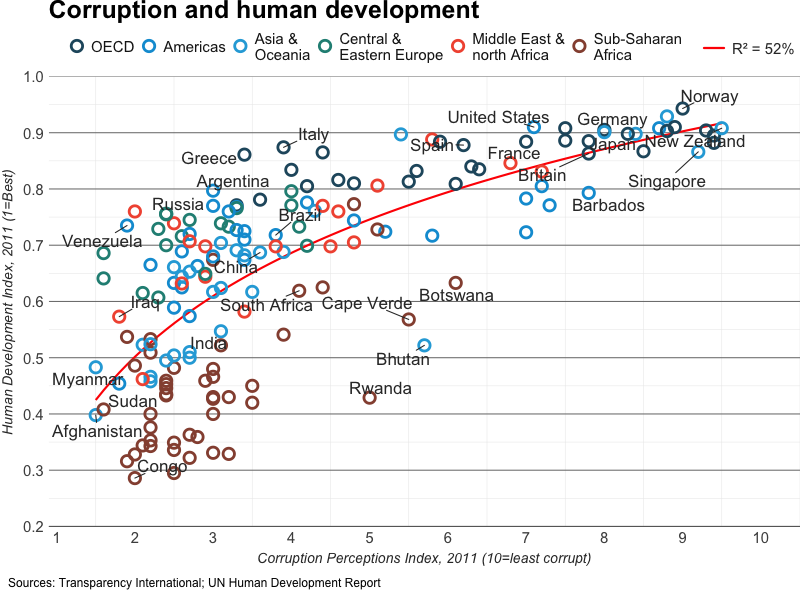 Corruption and human development
OECD
Americas
Asia &
Oceania
Central &
Eastern Europe
Middle East &
north Africa
Sub-Saharan
Africa
R² = 52%
Human Development Index, 2011 (1=Best)
1.0
0.9
0.8
0.7
0.6
0.5
0.4
0.3
0.2
Norway
United States
Germany
Italy
Spain
Japan
New Zealand
Greece
France
Singapore
Argentina
Britain
Barbados
Russia
Brazil
Venezuela
China
Iraq
South Africa
Cape Verde
Botswana
India
Bhutan
Myanmar
Rwanda
Sudan
Afghanistan
Congo
1 2 3 4 5 6 7 8 9 10
Corruption Perceptions Index, 2011 (10=least corrupt)
Sources: Transparency International; UN Human Development Report